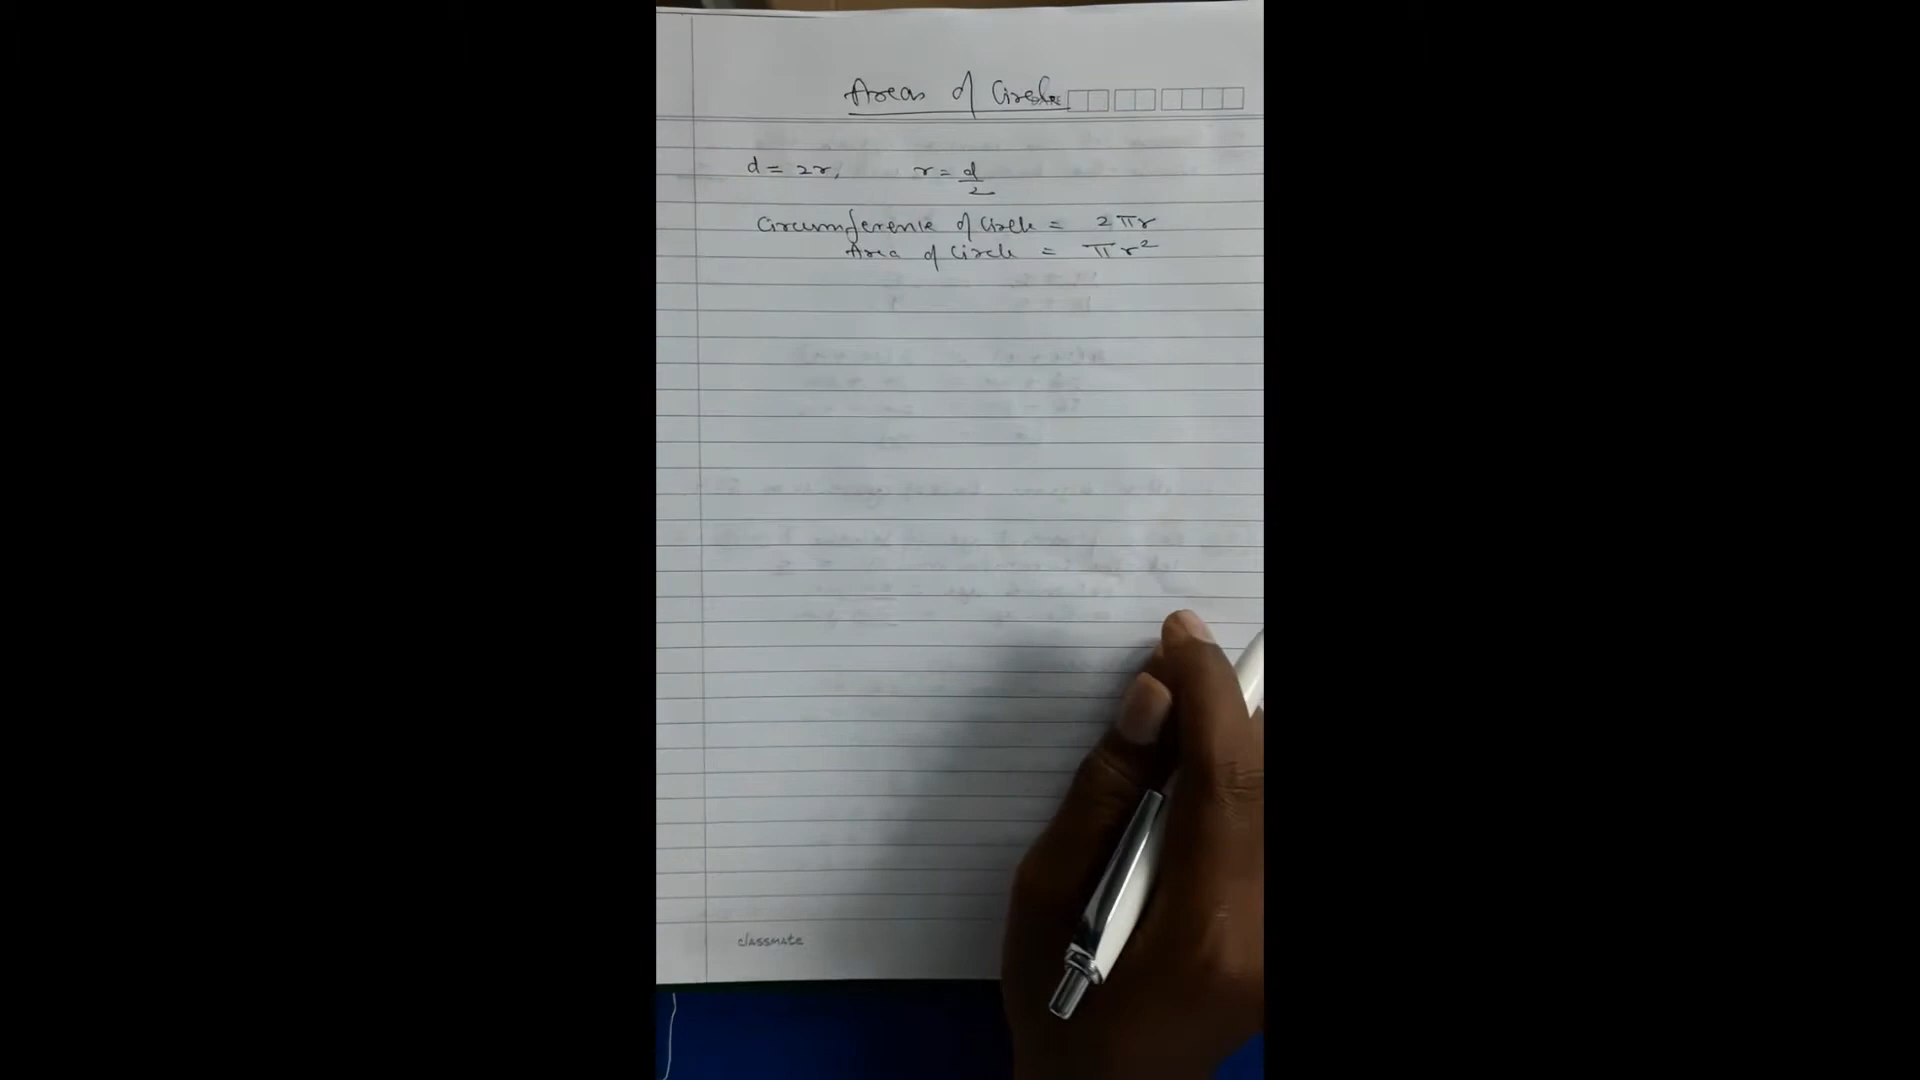 Areas of Circle
d = 2r, r = d/2
Circumference of Circle = 2πr
Area of Circle = πr²
classmate